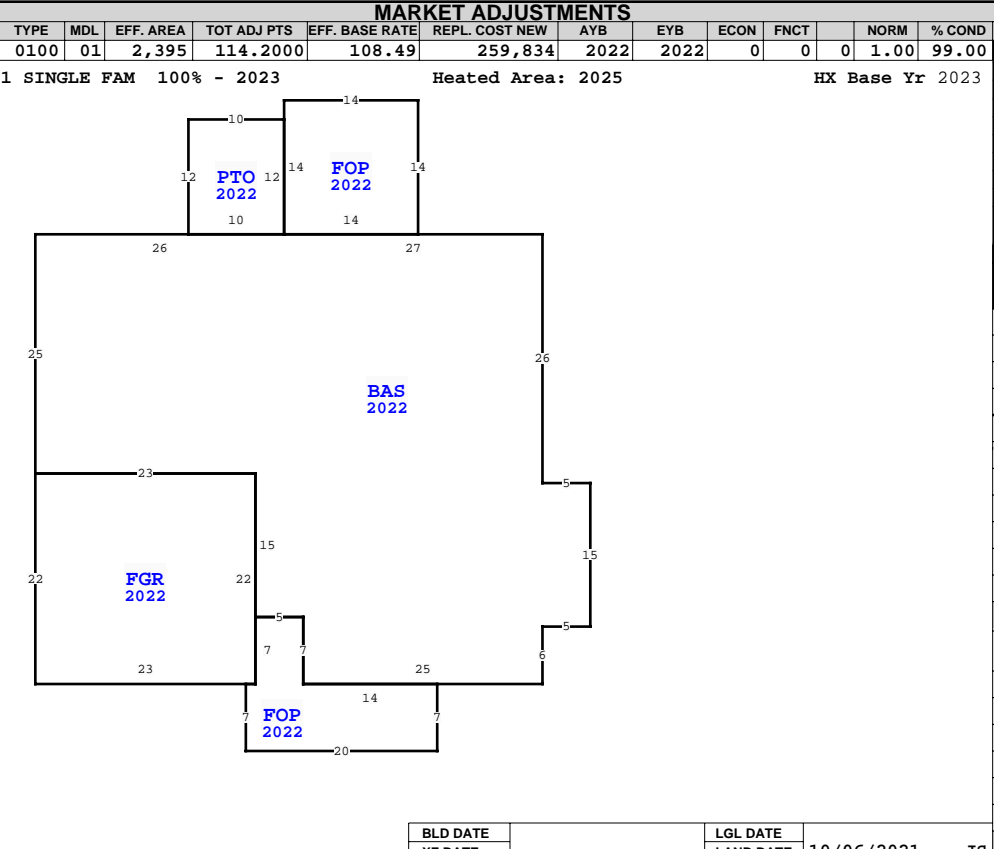 MARKET ADJUSTMENTS
TYPE MDL EFF. AREA TOT ADJ PTS EFF. BASE RATE REPL. COST NEW AYB EYB ECON FNCT NORM % COND
0100 01 2,395 114.2000 108.49 259,834 2022 2022 0 0 0 1.00 99.00
1 SINGLE FAM 100% - 2023 Heated Area: 2025 HX Base Yr 2023
14
10
12 PTO 12 14 FOP 14
2022 2022
10 14
26 27
25 26
BAS
2022
23
5
15 15
22 FGR 22
2022
5 5
7 7 6
23 25
14
7 FOP 7
2022
20
BLD DATE LGL DATE